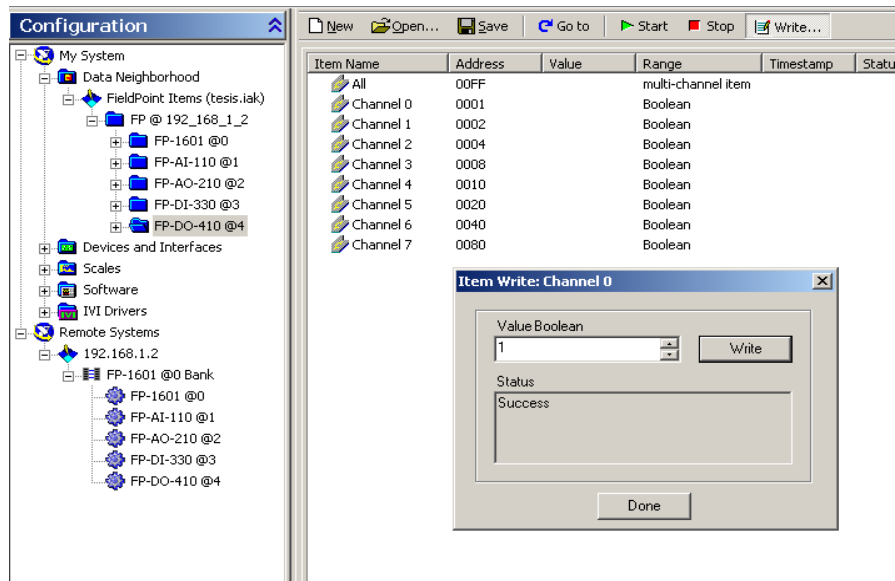 Configuration
My System
Data Neighborhood
FieldPoint Items (tesis.iak)
FP @ 192_168_1_2
FP-1601 @0
FP-AI-110 @1
FP-AO-210 @2
FP-DI-330 @3
FP-DO-410 @4
Devices and Interfaces
Scales
Software
IVI Drivers
Remote Systems
192.168.1.2
FP-1601 @0 Bank
FP-1601 @0
FP-AI-110 @1
FP-AO-210 @2
FP-DI-330 @3
FP-DO-410 @4
New Open... Save Go to Start Stop Write...
Item Name Address Value Range Timestamp Statu
All 00FF multi-channel item
Channel 0 0001 Boolean
Channel 1 0002 Boolean
Channel 2 0004 Boolean
Channel 3 0008 Boolean
Channel 4 0010 Boolean
Channel 5 0020 Boolean
Channel 6 0040 Boolean
Channel 7 0080 Boolean
Item Write: Channel 0
Value Boolean
1 Write
Status
Success
Done